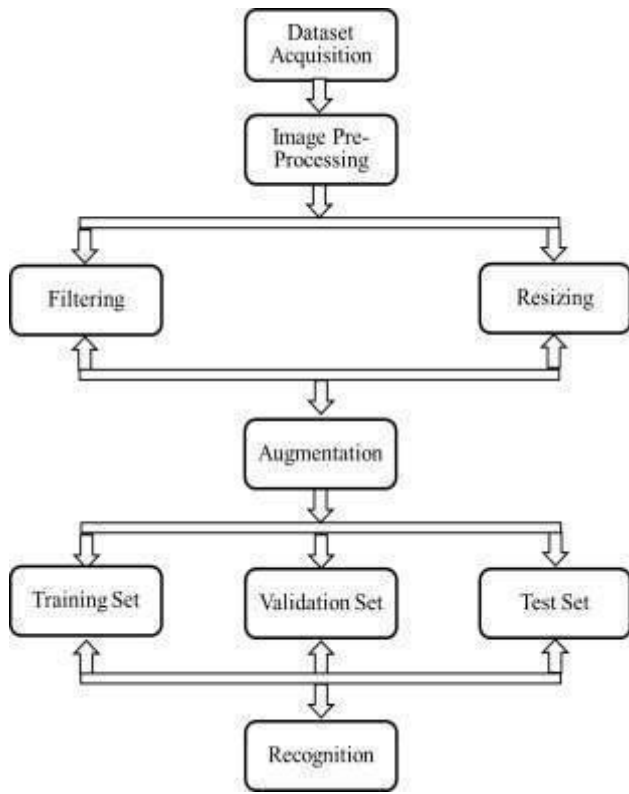 Dataset
Acquisition
Image Pre-
Processing
Filtering
Resizing
Augmentation
Training Set
Validation Set
Test Set
Recognition